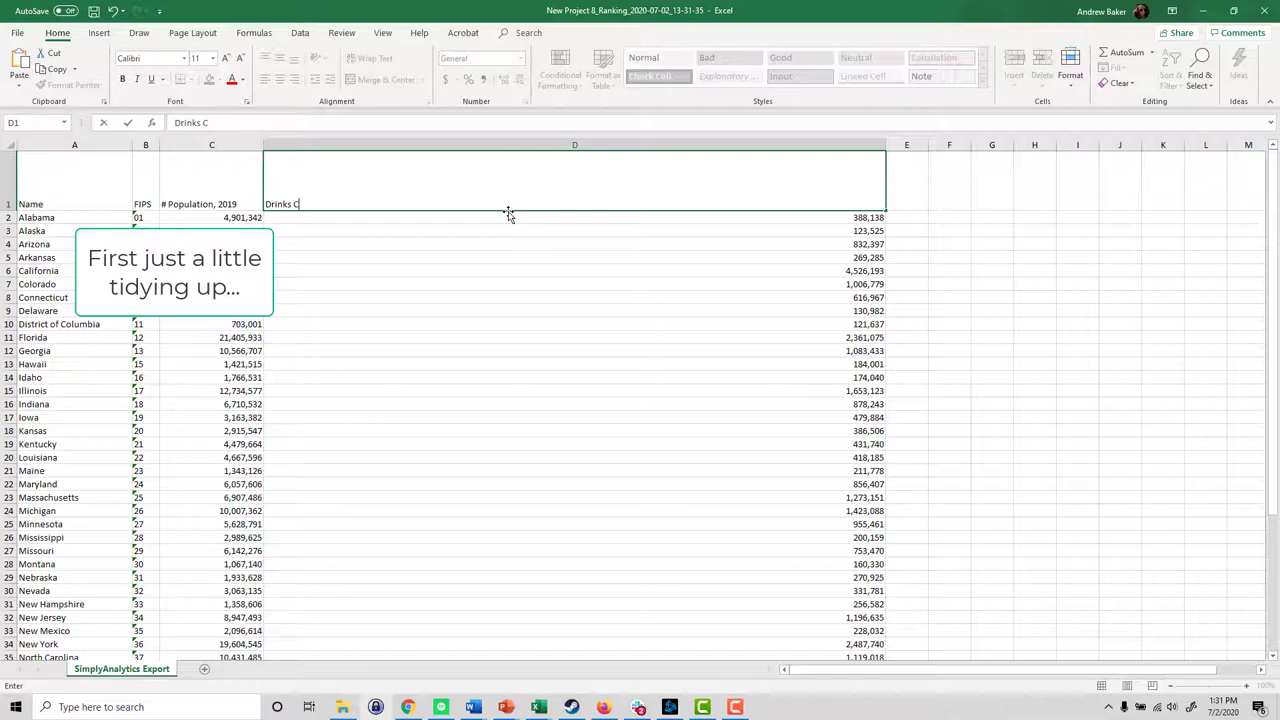 AutoSave Off
New Project 8_Ranking_2020-07-02_13-31-35 - Excel
Andrew Baker
File Home Insert Draw Page Layout Formulas Data Review View Help Acrobat Search
Share Comments
Paste
Cut
Copy
Format Painter
Clipboard
Calibri 11
B I U
Font
Merge & Center
Alignment
General
$ % ,
Number
Conditional Formatting
Format as Table
Normal Bad Good Neutral Calculation
Check Cell Explanatory... Input Linked Cell Note
Styles
Insert Delete Format
Cells
AutoSum
Fill
Clear
Sort & Filter
Find & Select
Editing
Ideas
Ideas
D1 Drinks C
A B C D E F G H I J K L M
1 Name FIPS # Population, 2019 Drinks C
2 Alabama 01 4,901,342 388,138
3 Alaska 123,525
4 Arizona 832,397
5 Arkansas 269,285
6 California 4,526,193
7 Colorado 1,006,779
8 Connecticut 616,967
9 Delaware 130,982
First just a little
tidying up...
10 District of Columbia 11 703,001 121,637
11 Florida 12 21,405,933 2,361,075
12 Georgia 13 10,566,707 1,083,433
13 Hawaii 15 1,421,515 184,001
14 Idaho 16 1,766,531 174,040
15 Illinois 17 12,734,577 1,653,123
16 Indiana 18 6,710,532 878,243
17 Iowa 19 3,163,382 479,884
18 Kansas 20 2,915,547 386,506
19 Kentucky 21 4,479,664 431,740
20 Louisiana 22 4,667,596 418,185
21 Maine 23 1,343,126 211,778
22 Maryland 24 6,057,606 856,407
23 Massachusetts 25 6,907,486 1,273,151
24 Michigan 26 10,007,362 1,423,088
25 Minnesota 27 5,628,791 955,461
26 Mississippi 28 2,989,625 200,159
27 Missouri 29 6,142,276 753,470
28 Montana 30 1,067,140 160,330
29 Nebraska 31 1,933,628 270,925
30 Nevada 32 3,063,135 331,781
31 New Hampshire 33 1,358,606 256,582
32 New Jersey 34 8,947,493 1,196,635
33 New Mexico 35 2,096,614 228,032
34 New York 36 19,604,545 2,487,740
35 North Carolina 37 10,431,485 1,119,018
SimplyAnalytics Export
Enter 100%
Type here to search
1:31 PM
7/2/2020